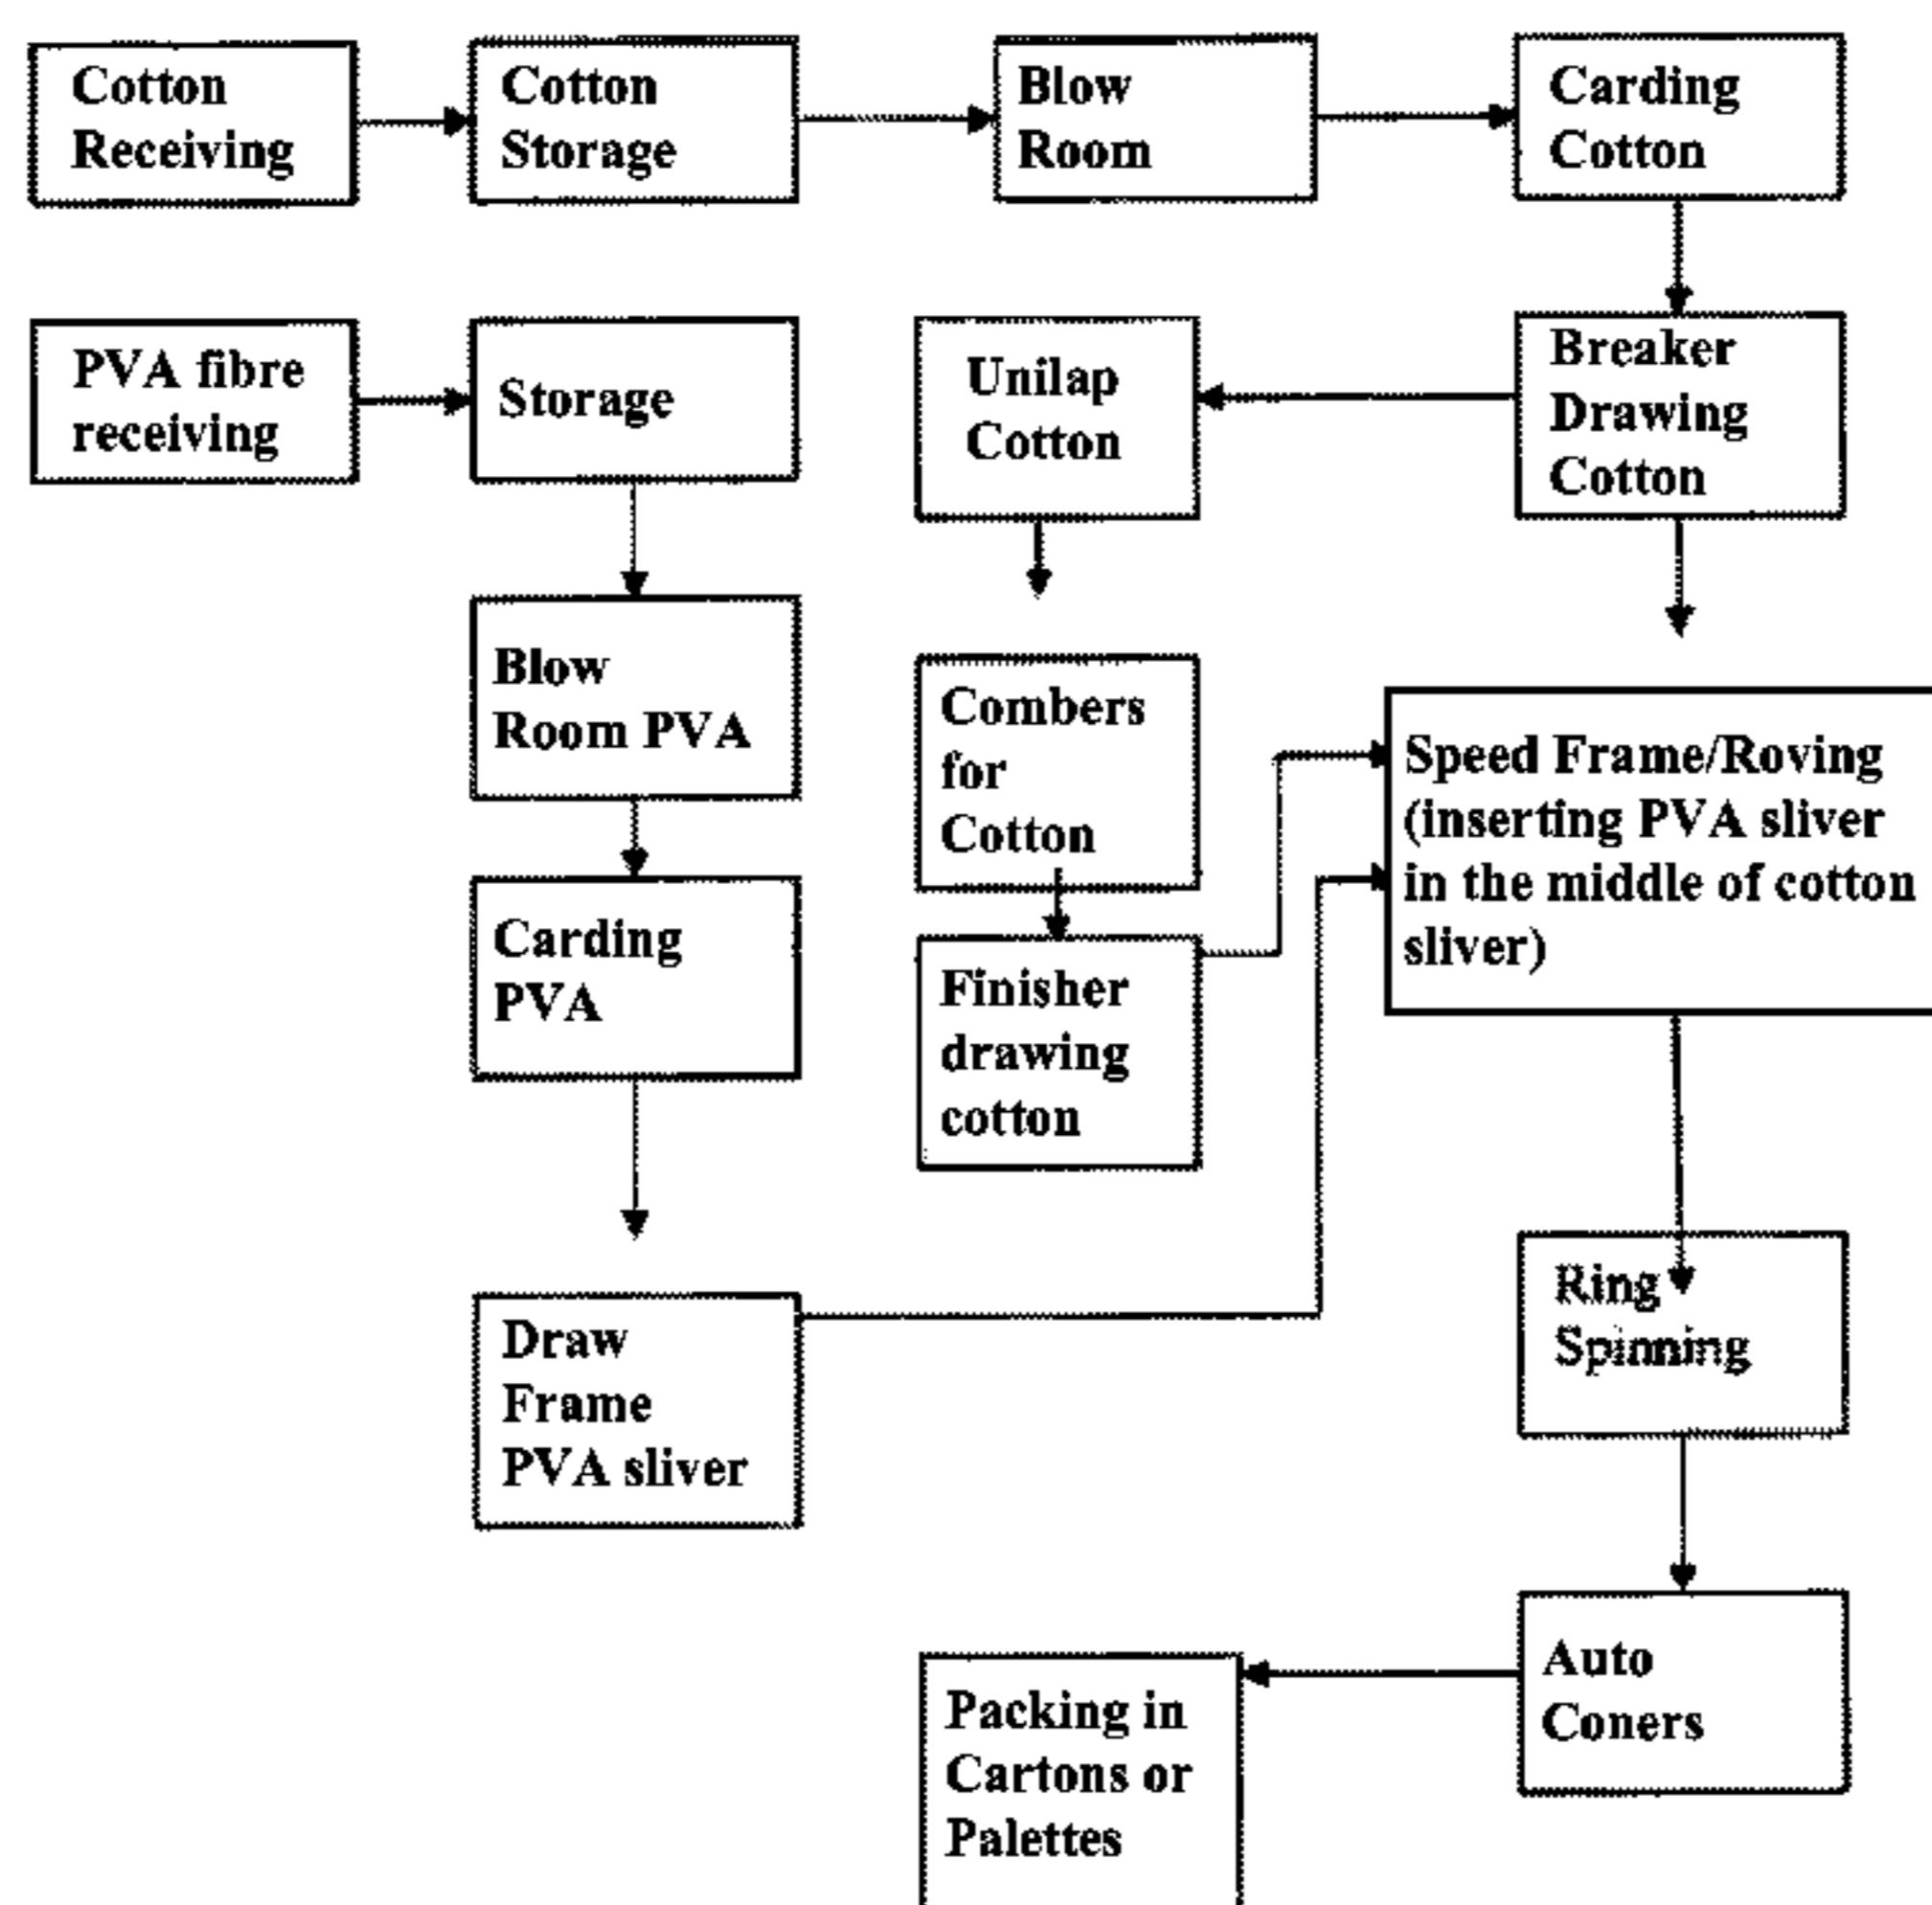 Cotton
Receiving
Cotton
Storage
Blow
Room
Carding
Cotton
PVA fibre
receiving
Storage
Unilap
Cotton
Breaker
Drawing
Cotton
Blow
Room PVA
Combers
for
Cotton
Speed Frame/Roving
(inserting PVA sliver
in the middle of cotton
sliver)
Carding
PVA
Finisher
drawing
cotton
Draw
Frame
PVA sliver
Ring
Spinning
Auto
Coners
Packing in
Cartons or
Palettes